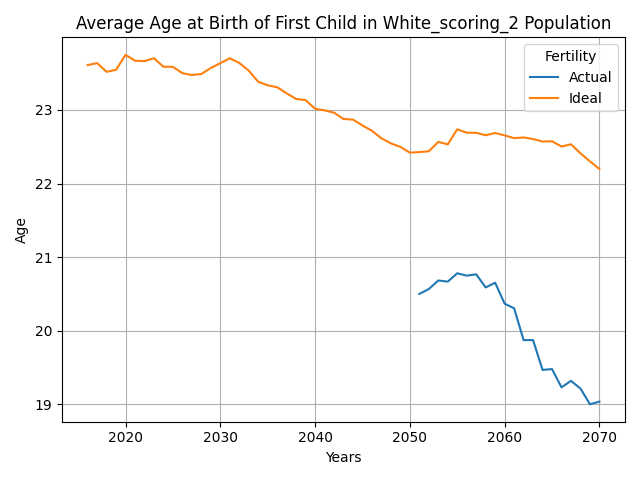 Average Age at Birth of First Child in White_scoring_2 Population
Fertility
Actual
Ideal
23
22
21
20
19
Age
2020 2030 2040 2050 2060 2070
Years